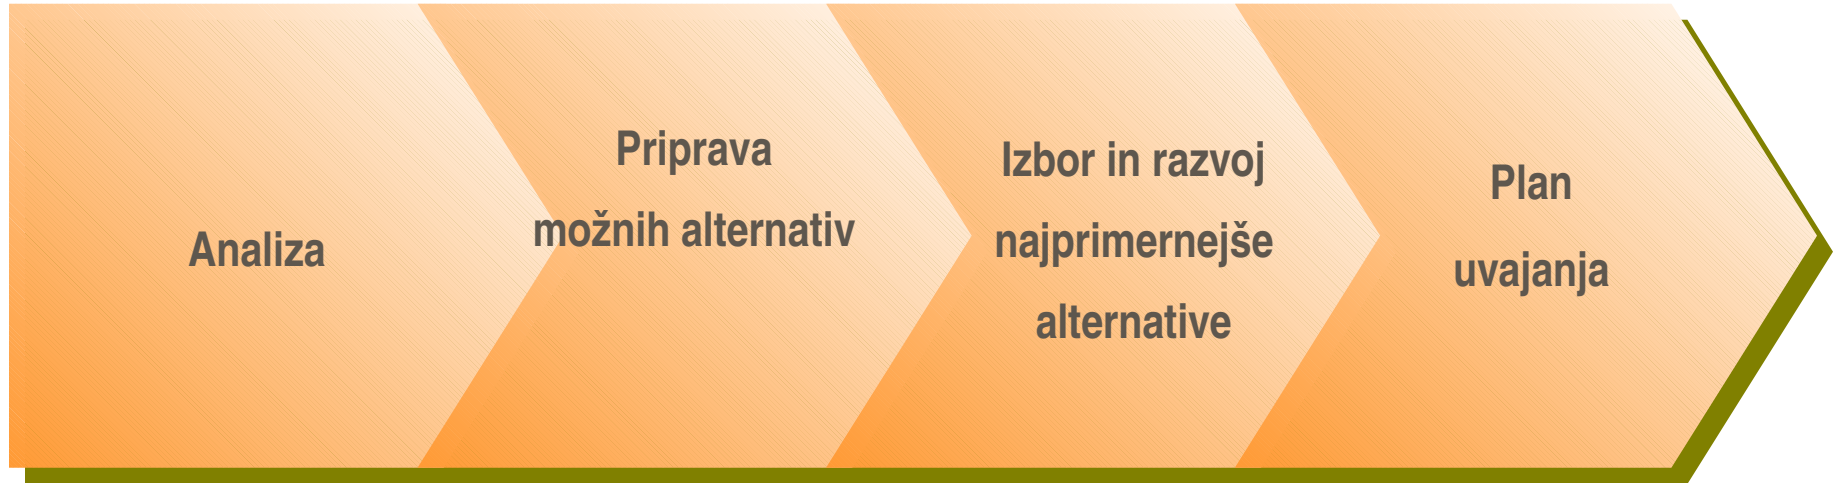 Analiza
Priprava
možnih alternativ
Izbor in razvoj
najprimernejše
alternative
Plan
uvajanja